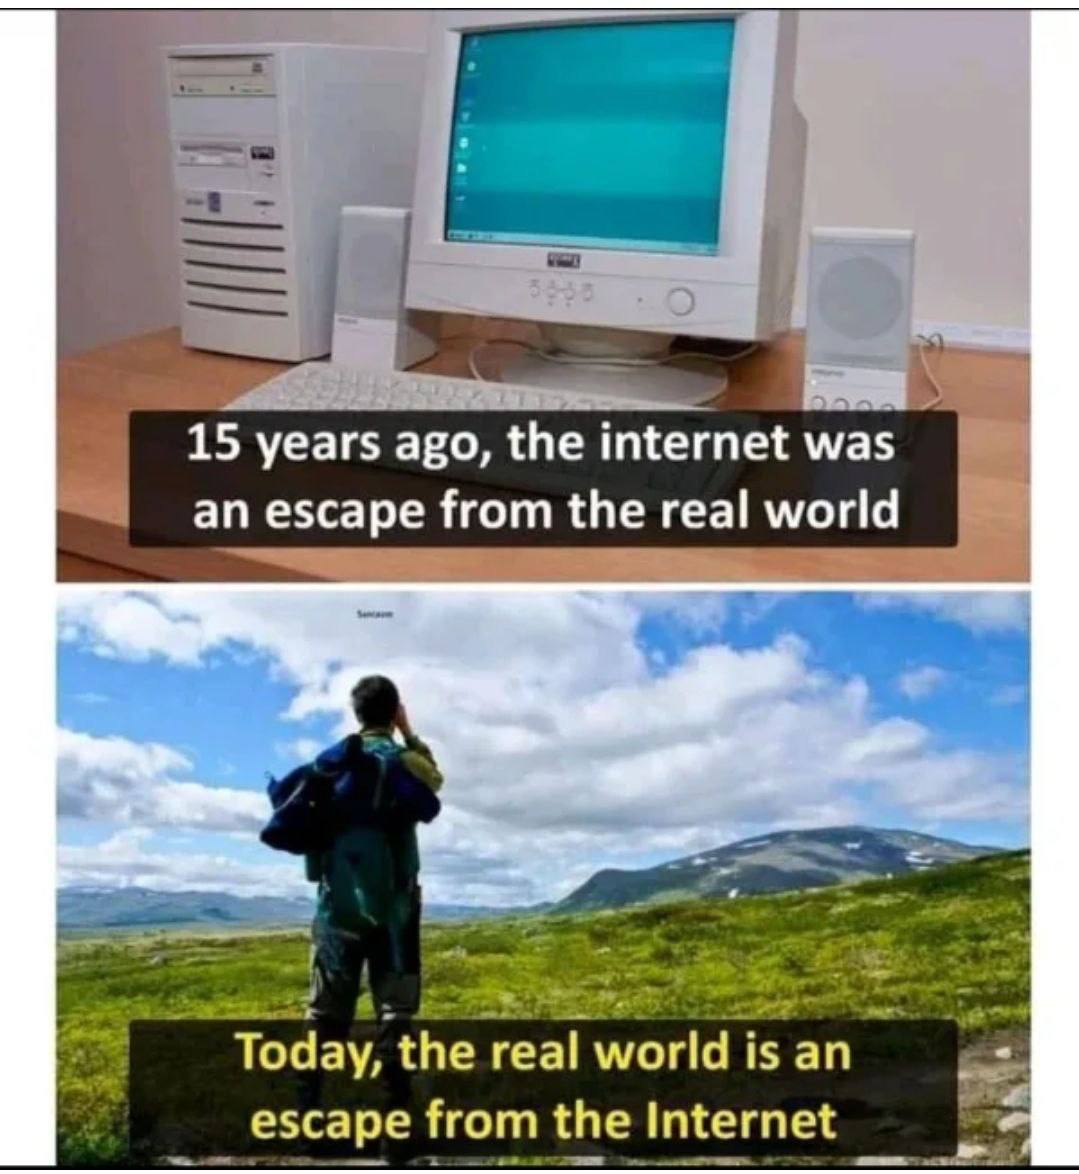 15 years ago, the internet was
an escape from the real world
Sarcasm
Today, the real world is an
escape from the Internet